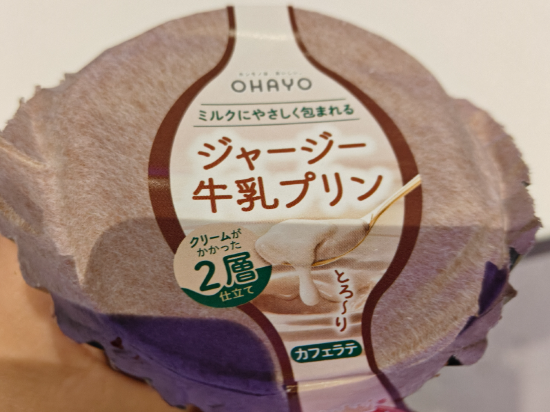 OHAYO
ミルクにやさしく包まれる
ジャージー
牛乳プリン
クリームが
かかった
2層
仕立て
とろ〜り
カフェラテ